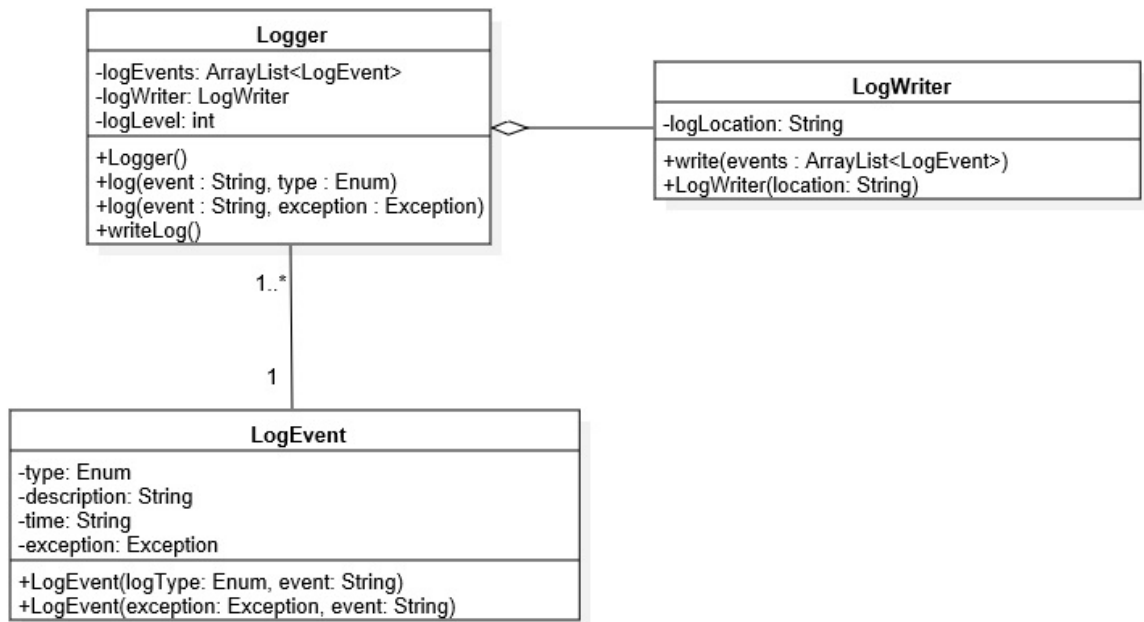 Logger
-logEvents: ArrayList<LogEvent>
-logWriter: LogWriter
-logLevel: int
+Logger()
+log(event : String, type : Enum)
+log(event : String, exception : Exception)
+writeLog()
LogWriter
-logLocation: String
+write(events : ArrayList<LogEvent>)
+LogWriter(location: String)
1..*
1
LogEvent
-type: Enum
-description: String
-time: String
-exception: Exception
+LogEvent(logType: Enum, event: String)
+LogEvent(exception: Exception, event: String)